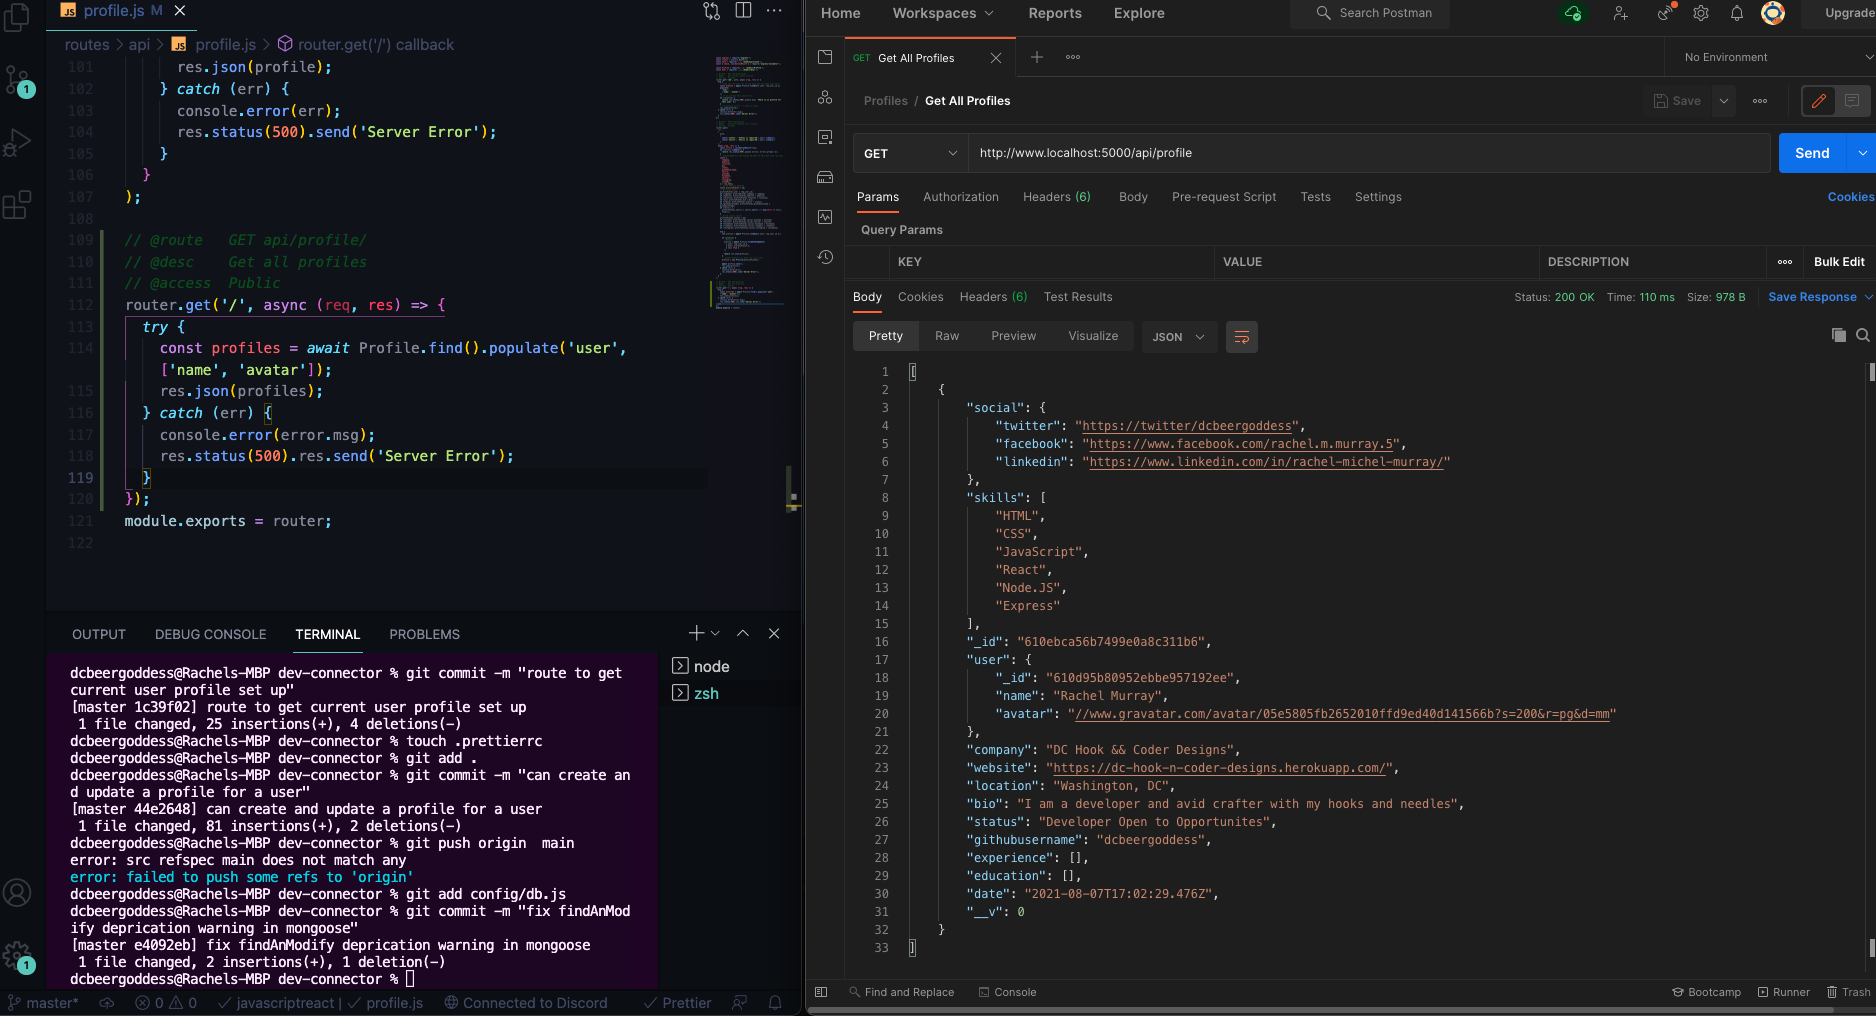 profile.js M
routes > api > profile.js > router.get('/') callback
101 res.json(profile);
102 } catch (err) {
103 console.error(err);
104 res.status(500).send('Server Error');
105 }
106 }
107 );
108
109 // @route GET api/profile/
110 // @desc Get all profiles
111 // @access Public
112 router.get('/', async (req, res) => {
113 try {
114 const profiles = await Profile.find().populate('user',
['name', 'avatar']);
115 res.json(profiles);
116 } catch (err) {
117 console.error(error.msg);
118 res.status(500).res.send('Server Error');
119 }
120 });
121 module.exports = router;
122
1
1
OUTPUT DEBUG CONSOLE TERMINAL PROBLEMS
node
zsh
dcbeergoddess@Rachels-MBP dev-connector % git commit -m "route to get
current user profile set up"
[master 1c39f02] route to get current user profile set up
1 file changed, 25 insertions(+), 4 deletions(-)
dcbeergoddess@Rachels-MBP dev-connector % touch .prettierrc
dcbeergoddess@Rachels-MBP dev-connector % git add .
dcbeergoddess@Rachels-MBP dev-connector % git commit -m "can create an
d update a profile for a user"
[master 44e2648] can create and update a profile for a user
1 file changed, 81 insertions(+), 2 deletions(-)
dcbeergoddess@Rachels-MBP dev-connector % git push origin  main
error: src refspec main does not match any
error: failed to push some refs to 'origin'
dcbeergoddess@Rachels-MBP dev-connector % git add config/db.js
dcbeergoddess@Rachels-MBP dev-connector % git commit -m "fix findAnMod
ify deprication warning in mongoose"
[master e4092eb] fix findAnModify deprication warning in mongoose
1 file changed, 2 insertions(+), 1 deletion(-)
dcbeergoddess@Rachels-MBP dev-connector %
master* 0 0 javascriptreact | profile.js Connected to Discord Prettier
Home Workspaces Reports Explore Search Postman Upgrade
GET Get All Profiles No Environment
Profiles / Get All Profiles Save
GET http://www.localhost:5000/api/profile Send
Params Authorization Headers (6) Body Pre-request Script Tests Settings Cookies
Query Params
KEY VALUE DESCRIPTION Bulk Edit
Body Cookies Headers (6) Test Results Status: 200 OK Time: 110 ms Size: 978 B Save Response
Pretty Raw Preview Visualize JSON
1 [
2 {
3 "social": {
4 "twitter": "https://twitter/dcbeergoddess",
5 "facebook": "https://www.facebook.com/rachel.m.murray.5",
6 "linkedin": "https://www.linkedin.com/in/rachel-michel-murray/"
7 },
8 "skills": [
9 "HTML",
10 "CSS",
11 "JavaScript",
12 "React",
13 "Node.JS",
14 "Express"
15 ],
16 "_id": "610ebca56b7499e0a8c311b6",
17 "user": {
18 "_id": "610d95b80952ebbe957192ee",
19 "name": "Rachel Murray",
20 "avatar": "//www.gravatar.com/avatar/05e5805fb2652010ffd9ed40d141566b?s=200&r=pg&d=mm"
21 },
22 "company": "DC Hook && Coder Designs",
23 "website": "https://dc-hook-n-coder-designs.herokuapp.com/",
24 "location": "Washington, DC",
25 "bio": "I am a developer and avid crafter with my hooks and needles",
26 "status": "Developer Open to Opportunites",
27 "githubusername": "dcbeergoddess",
28 "experience": [],
29 "education": [],
30 "date": "2021-08-07T17:02:29.476Z",
31 "__v": 0
32 }
33 ]
Find and Replace Console Bootcamp Runner Trash